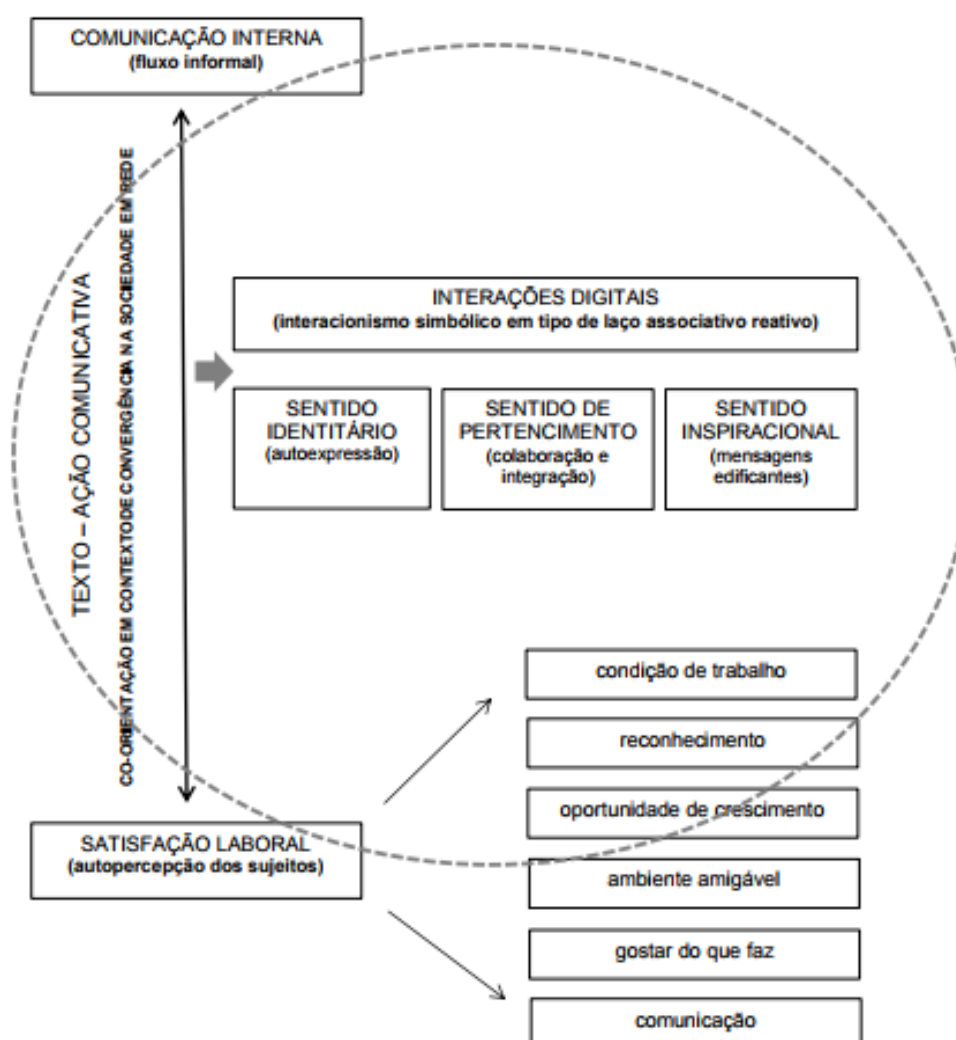 COMUNICAÇÃO INTERNA
(fluxo informal)
TEXTO – AÇÃO COMUNICATIVA
CO-ORIENTAÇÃO EM CONTEXTO DE CONVERGÊNCIA NA SOCIEDADE EM REDE
INTERAÇÕES DIGITAIS
(interacionismo simbólico em tipo de laço associativo reativo)
SENTIDO
IDENTITÁRIO
(autoexpressão)
SENTIDO DE
PERTENCIMENTO
(colaboração e
integração)
SENTIDO
INSPIRACIONAL
(mensagens
edificantes)
SATISFAÇÃO LABORAL
(autopercepção dos sujeitos)
condição de trabalho
reconhecimento
oportunidade de crescimento
ambiente amigável
gostar do que faz
comunicação